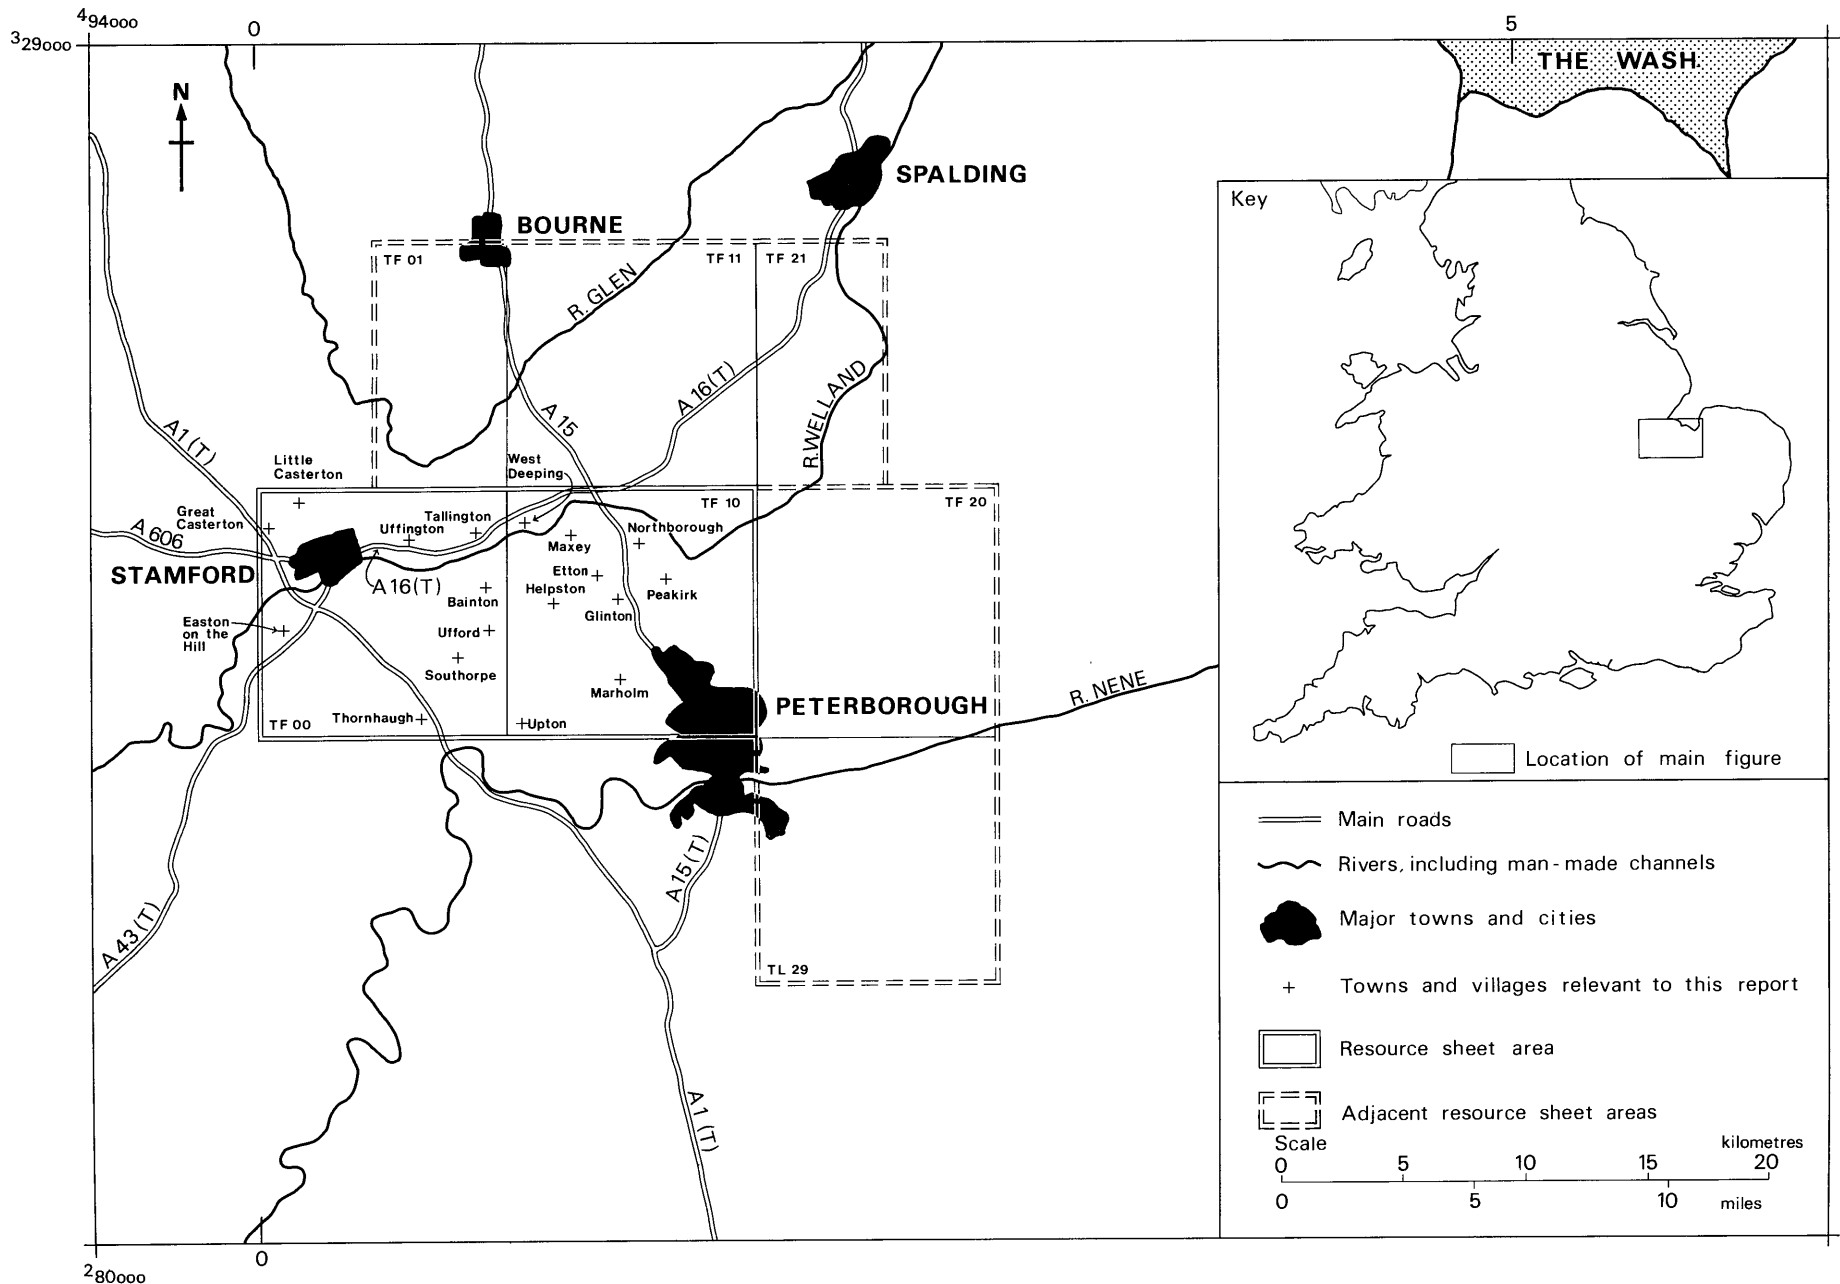 494000
0
5
329000
THE WASH
N
SPALDING
Key
BOURNE
TF 01
TF 11
TF 21
R. GLEN
A16(T)
R. WELLAND
A 15
A1(T)
Little
Casterton
West
Deeping
Great
Casterton
TF 10
TF 20
Tallington
Uffington
Northborough
A 606
Maxey
STAMFORD
A16(T)
Etton
Helpston
Peakirk
Bainton
Glinton
Easton
on the
Hill
Ufford
Southorpe
Marholm
R. NENE
PETERBOROUGH
Thornhaugh
TF 00
Upton
Location of main figure
Main roads
Rivers, including man-made channels
A15(T)
Major towns and cities
A 43(T)
TL 29
Towns and villages relevant to this report
Resource sheet area
A1(T)
Adjacent resource sheet areas
Scale
kilometres
0 5 10 15 20
0 5 10 miles
0
280000